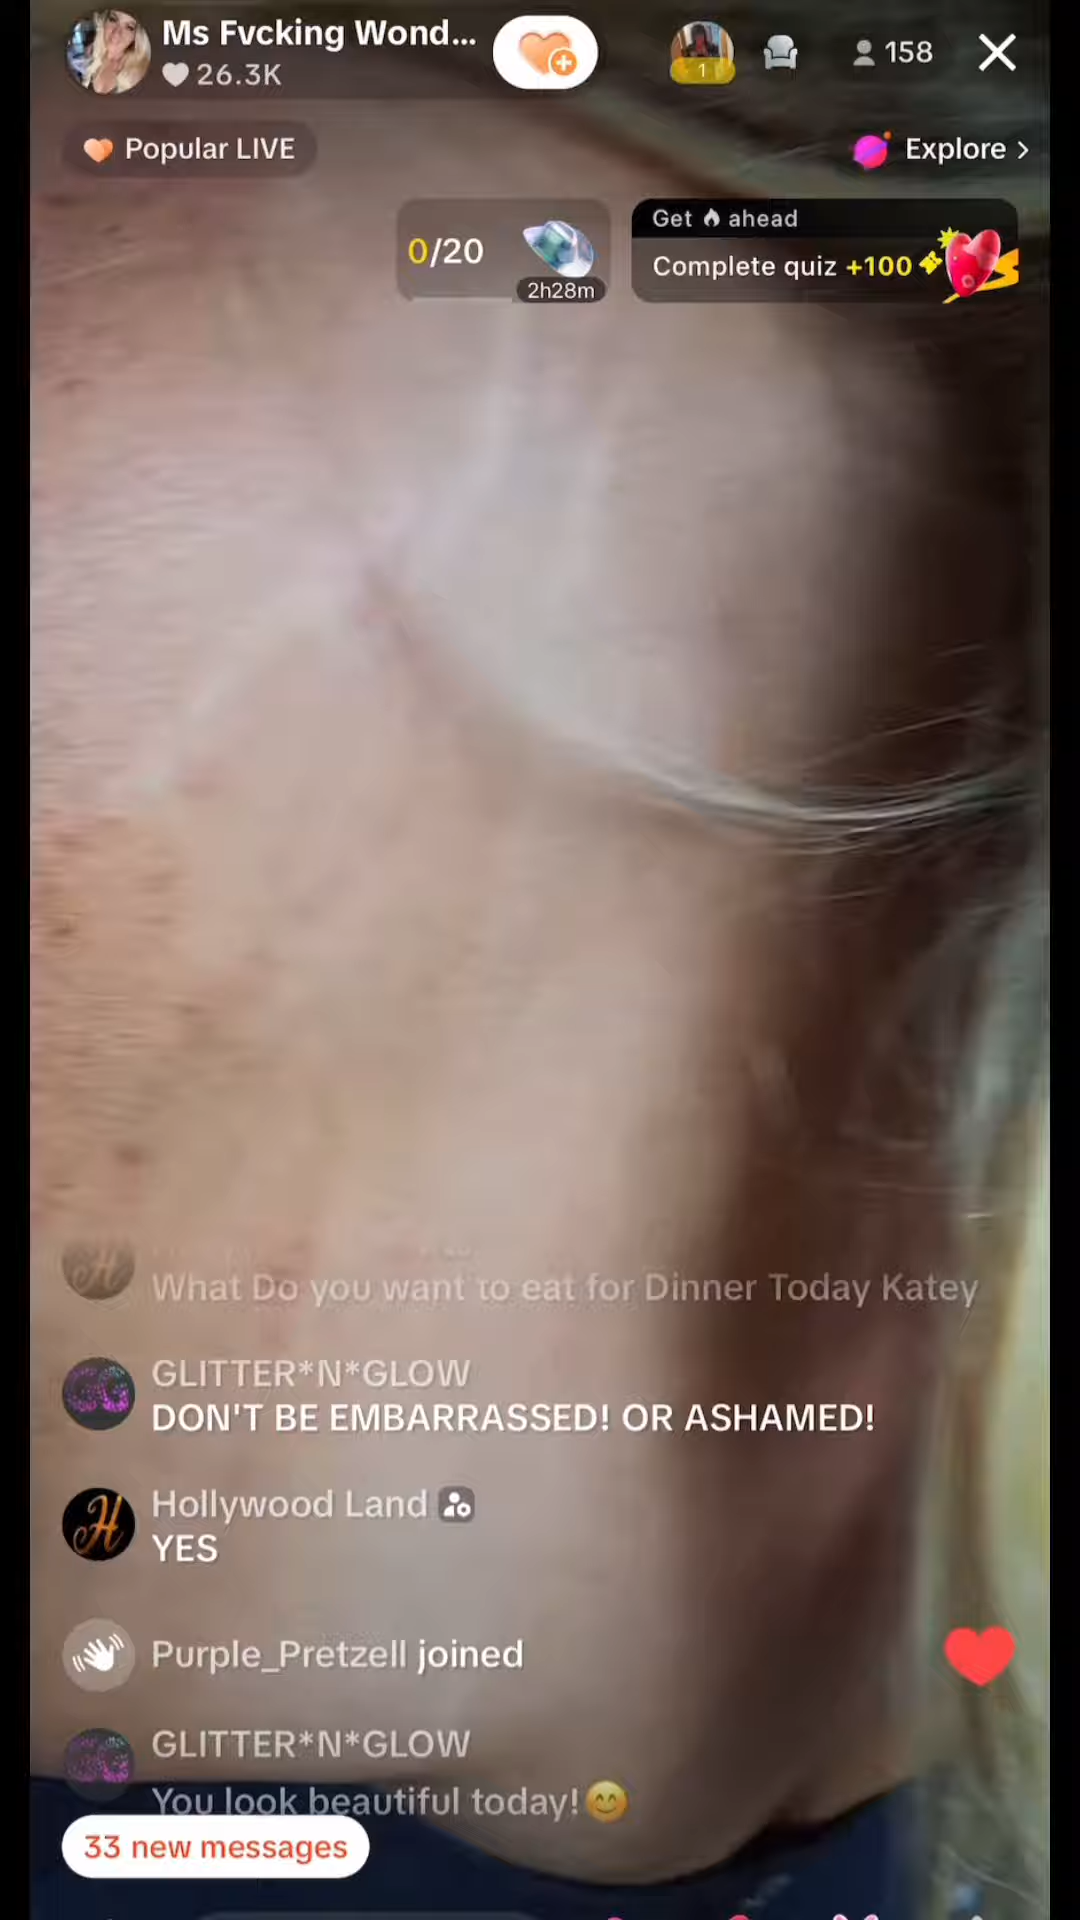 Ms Fvcking Wond...
26.3K
1
158
Popular LIVE
Explore >
0/20
2h28m
Get 🔥 ahead
Complete quiz +100
What Do you want to eat for Dinner Today Katey
GLITTER*N*GLOW
DON'T BE EMBARRASSED! OR ASHAMED!
Hollywood Land
YES
Purple_Pretzell joined
GLITTER*N*GLOW
You look beautiful today!😊
33 new messages